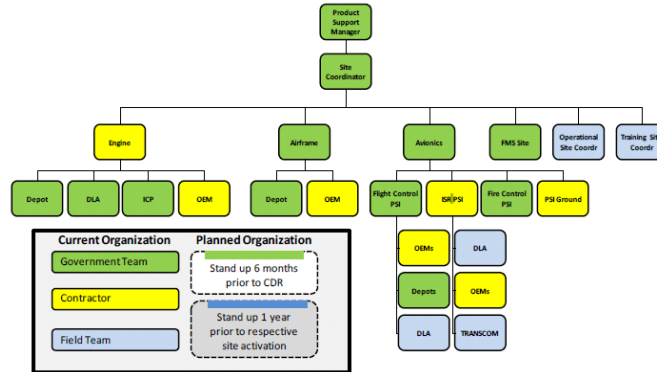 Product
Support
Manager
Site
Coordinator
Engine
Airframe
Avionics
FMS Site
Operational
Site Coordr
Training Site
Coordr
Depot
DLA
ICP
OEM
Depot
OEM
Flight Control
PSI
ISR PSI
Fire Control
PSI
PSI Ground
OEMs
DLA
Depots
OEMs
DLA
TRANSCOM
Current Organization
Planned Organization
Government Team
Contractor
Field Team
Stand up 6 months
prior to CDR
Stand up 1 year
prior to respective
site activation